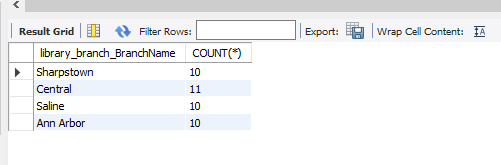 Result Grid Filter Rows: Export: Wrap Cell Content:
library_branch_BranchName COUNT(*)
Sharpstown 10
Central 11
Saline 10
Ann Arbor 10